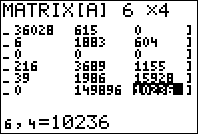 MATRIX[A] 6 ×4
… 36028 615 0 ]
… 6 1883 604 ]
… 0 0 0 ]
… 216 3689 1155 ]
… 39 1986 15928 ]
… 0 149896 10236 ]
6,4=10236